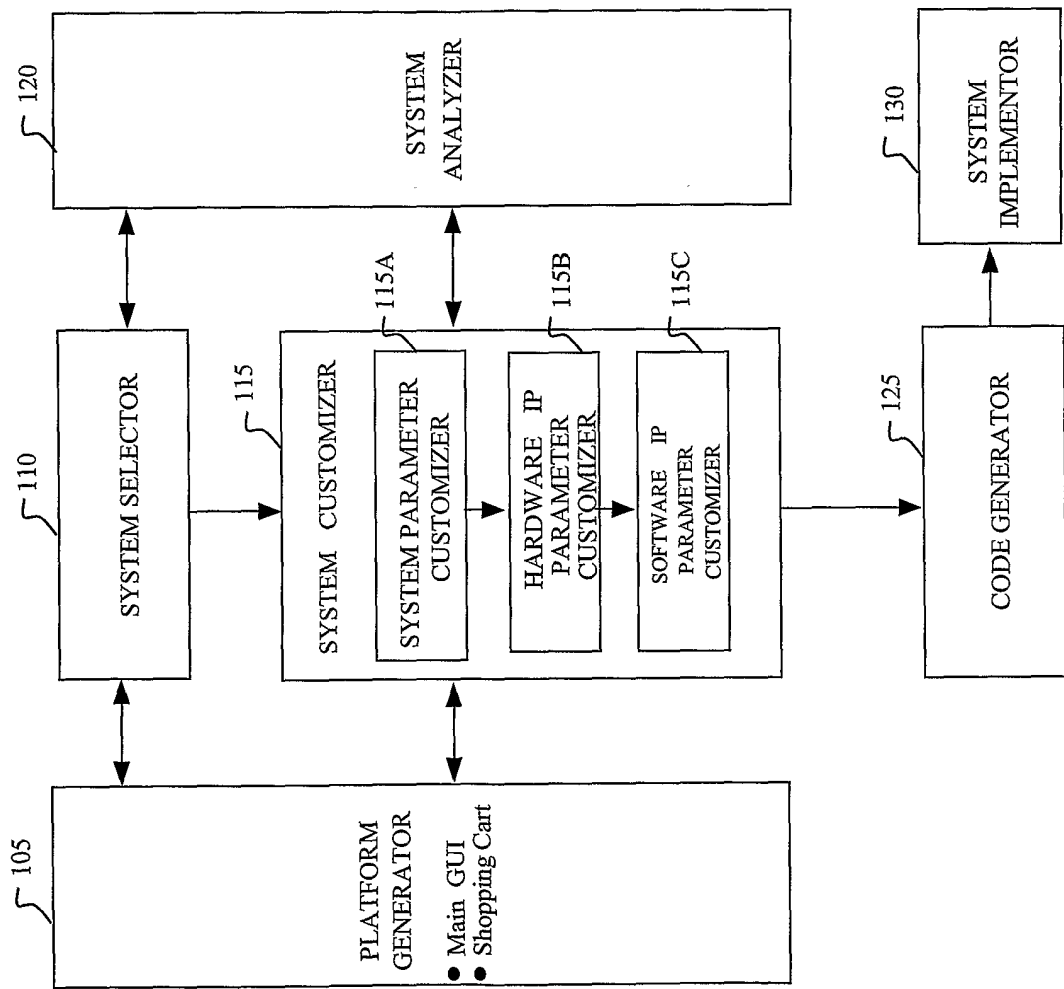 105
PLATFORM
GENERATOR
● Main GUI
● Shopping Cart
110
SYSTEM SELECTOR
115
SYSTEM CUSTOMIZER
115A
SYSTEM PARAMETER
CUSTOMIZER
115B
HARDWARE IP
PARAMETER
CUSTOMIZER
115C
SOFTWARE IP
PARAMETER
CUSTOMIZER
120
SYSTEM
ANALYZER
125
CODE GENERATOR
130
SYSTEM
IMPLEMENTOR